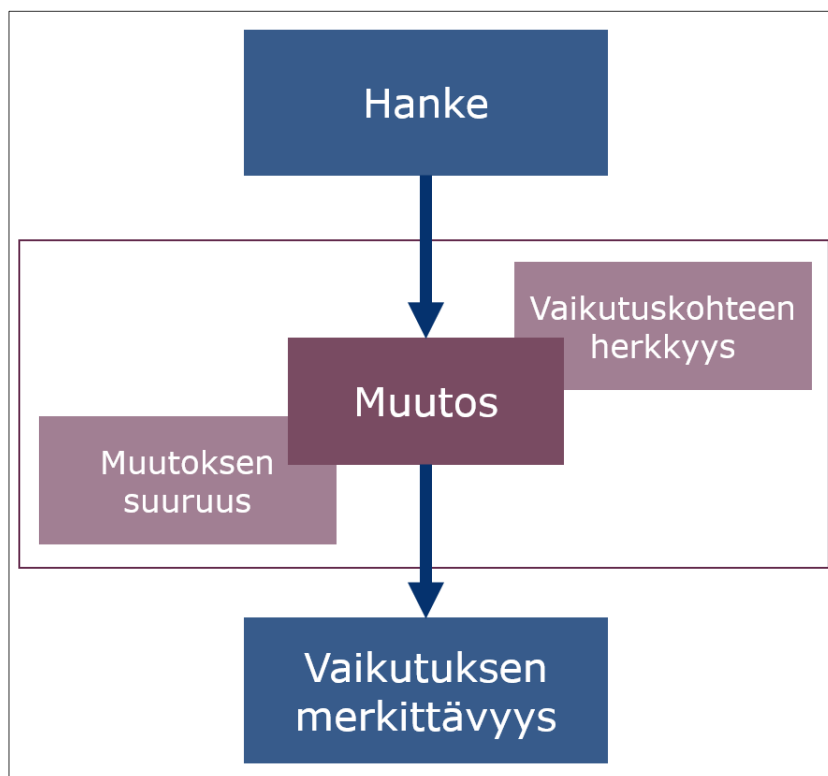 Hanke
Vaikutuskohteen
herkkyys
Muutos
Muutoksen
suuruus
Vaikutuksen
merkittävyys